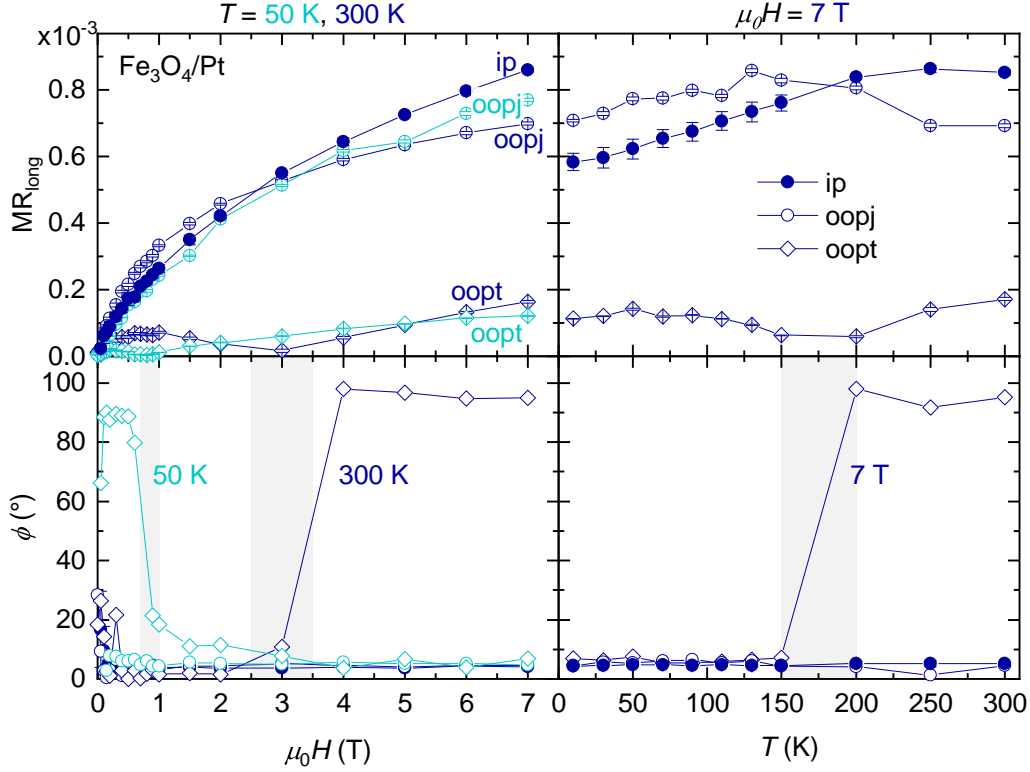 T = 50 K, 300 K
μ₀H = 7 T
x10⁻³
Fe₃O₄/Pt
ip
oopj
oopj
oopt
oopt
MR_long
0.8
0.6
0.4
0.2
0.0
ip
oopj
oopt
100
80
60
40
20
0
ϕ (°)
50 K
300 K
7 T
0 1 2 3 4 5 6 7
0 50 100 150 200 250 300
μ₀H (T)
T (K)